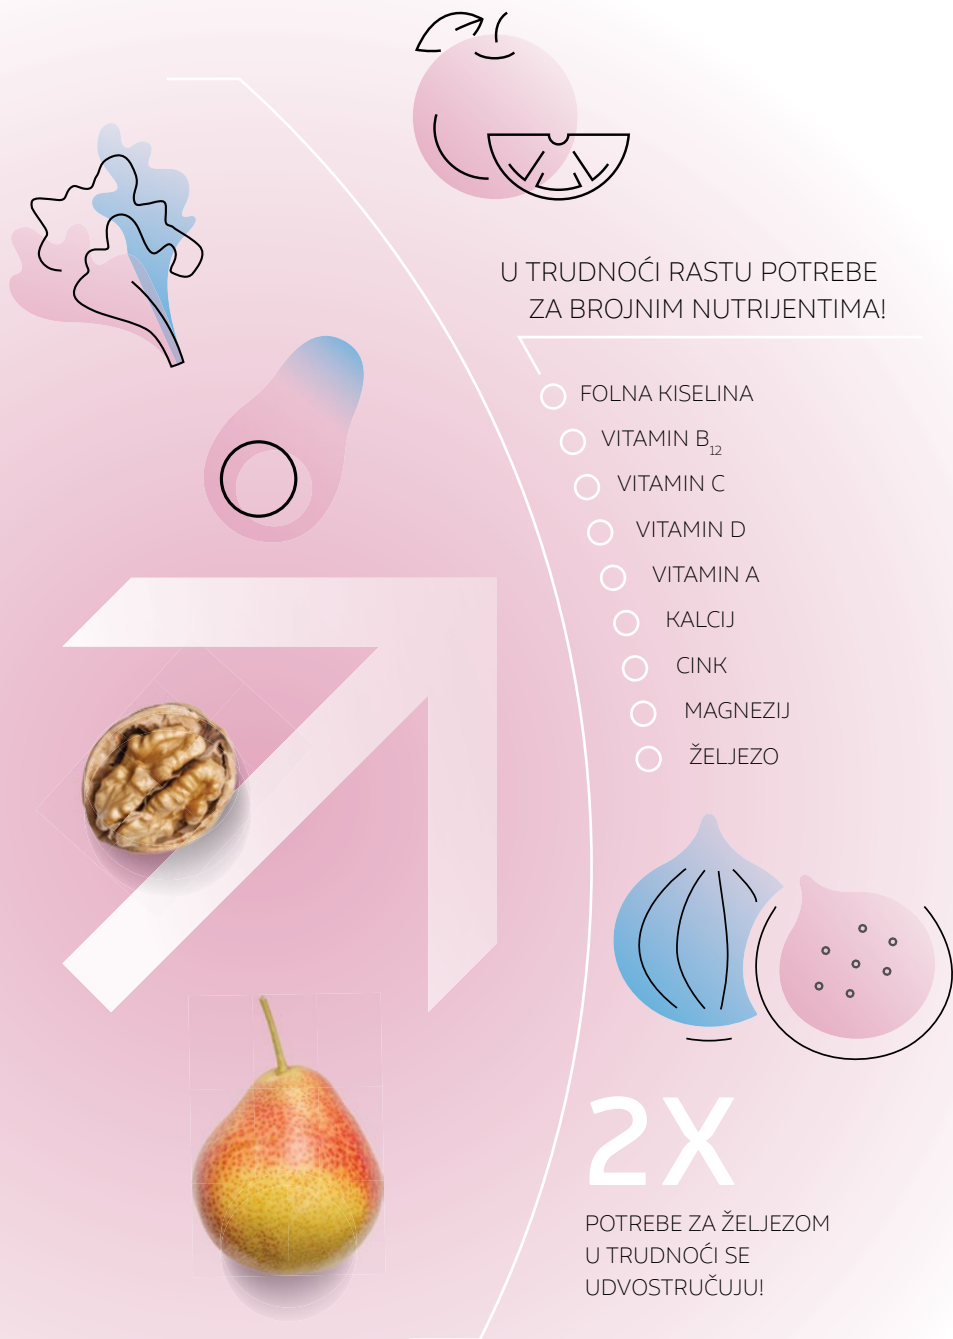 U TRUDNOĆI RASTU POTREBE
ZA BROJNIM NUTRIJENTIMA!
FOLNA KISELINA
VITAMIN B12
VITAMIN C
VITAMIN D
VITAMIN A
KALCIJ
CINK
MAGNEZIJ
ŽELJEZO
2X
POTREBE ZA ŽELJEZOM
U TRUDNOĆI SE
UDVOSTRUČUJU!